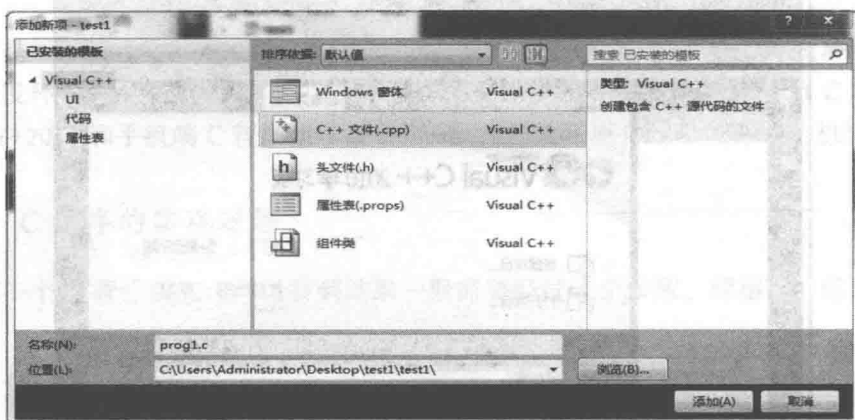 添加新项 - test1
已安装的模板
排序依据: 默认值
搜索 已安装的模板
Visual C++
UI
代码
属性表
Windows 窗体 Visual C++
C++ 文件(.cpp) Visual C++
头文件(.h) Visual C++
属性表(.props) Visual C++
组件类 Visual C++
类型: Visual C++
创建包含 C++ 源代码的文件
名称(N): prog1.c
位置(L): C:\Users\Administrator\Desktop\test1\test1\
浏览(B)...
添加(A) 取消